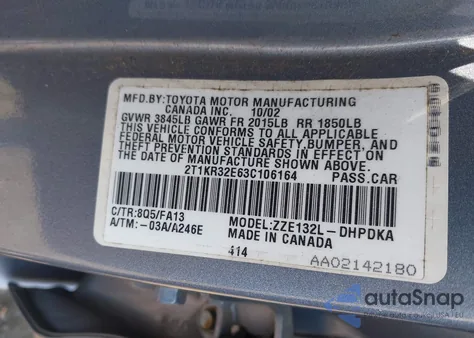 MFD.BY:TOYOTA MOTOR MANUFACTURING
CANADA INC. 10/02
GVWR 3845LB GAWR FR 2015LB RR 1850LB
THIS VEHICLE CONFORMS TO ALL APPLICABLE
FEDERAL MOTOR VEHICLE SAFETY,BUMPER, AND
THEFT PREVENTION STANDARDS IN EFFECT ON
THE DATE OF MANUFACTURE SHOWN ABOVE.
2T1KR32E63C106164 PASS.CAR
C/TR:8Q5/FA13 MODEL:ZZE132L-DHPDKA
A/TM:-03A/A246E MADE IN CANADA
414
AA02142180
autaSnap